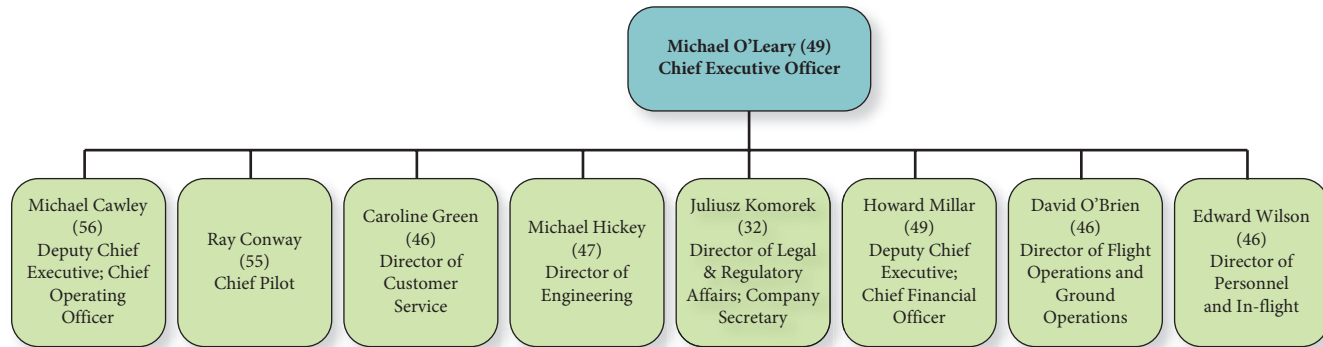 Michael O’Leary (49)
Chief Executive Officer
Michael Cawley
(56)
Deputy Chief
Executive; Chief
Operating
Officer
Ray Conway
(55)
Chief Pilot
Caroline Green
(46)
Director of
Customer
Service
Michael Hickey
(47)
Director of
Engineering
Juliusz Komorek
(32)
Director of Legal
& Regulatory
Affairs; Company
Secretary
Howard Millar
(49)
Deputy Chief
Executive;
Chief Financial
Officer
David O’Brien
(46)
Director of Flight
Operations and
Ground
Operations
Edward Wilson
(46)
Director of
Personnel
and In-flight